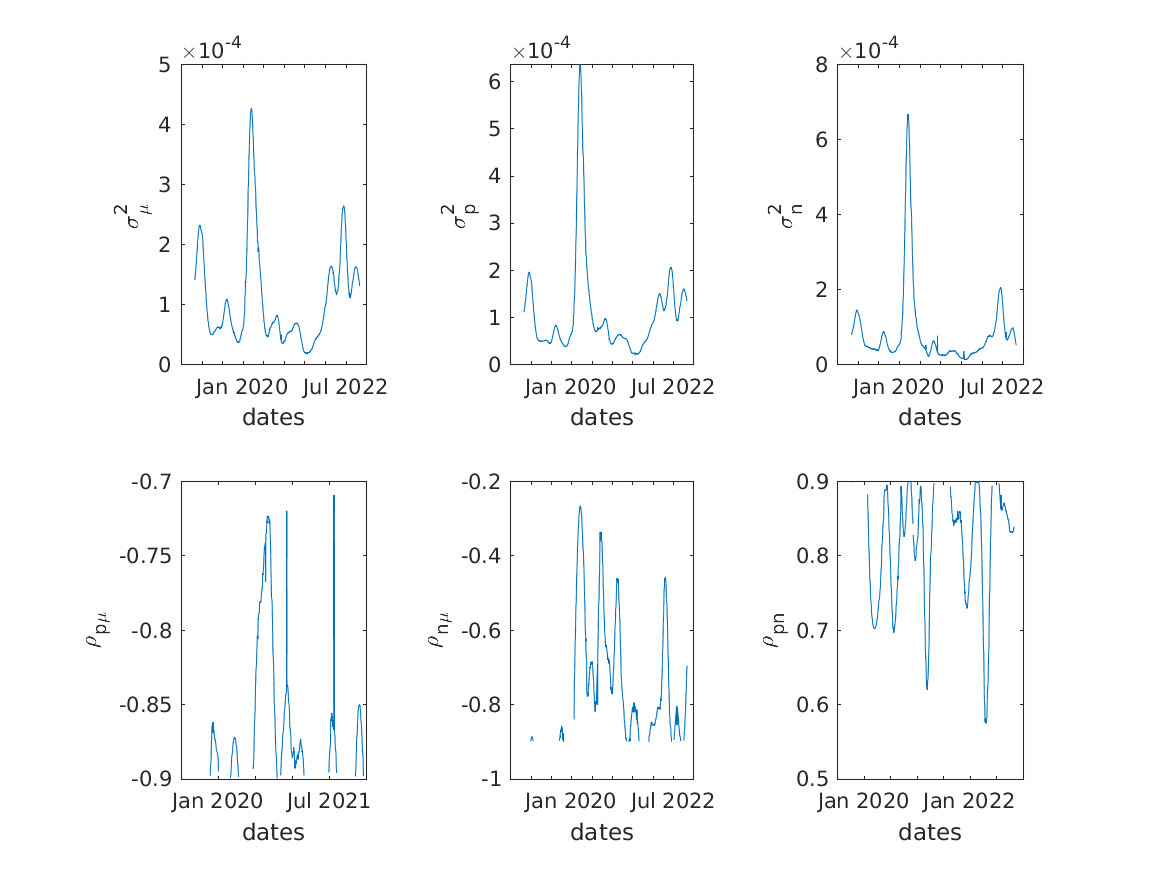 ×10-4 ×10-4 ×10-4
5 4 3 2 1 0
σ2μ
Jan 2020 Jul 2022
dates
6 5 4 3 2 1 0
σ2p
Jan 2020 Jul 2022
dates
8 6 4 2 0
σ2n
Jan 2020 Jul 2022
dates
-0.7 -0.75 -0.8 -0.85 -0.9
ρpμ
Jan 2020 Jul 2021
dates
-0.2 -0.4 -0.6 -0.8 -1
ρnμ
Jan 2020 Jul 2022
dates
0.9 0.8 0.7 0.6 0.5
ρpn
Jan 2020 Jan 2022
dates